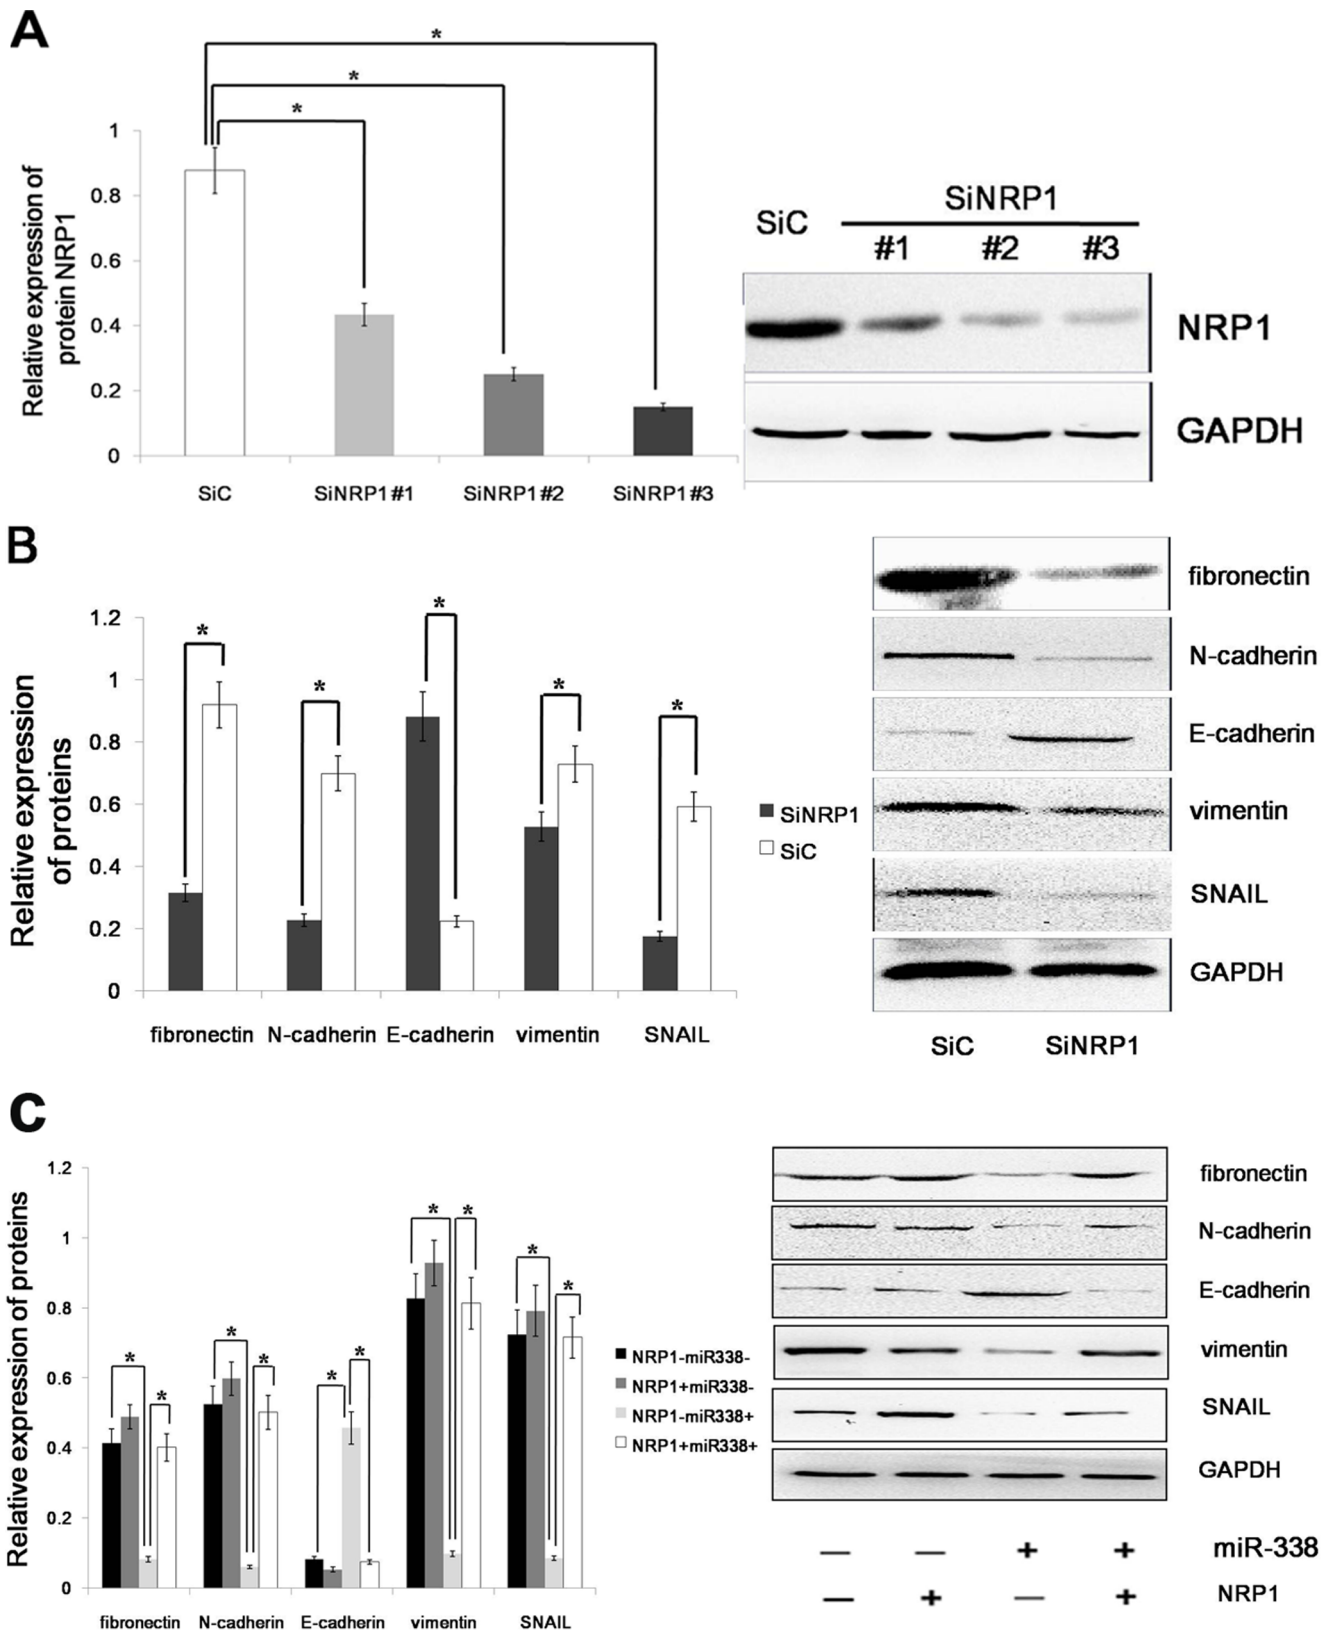 A
*
*
*
Relative expression of
protein NRP1
1
0.8
0.6
0.4
0.2
0
SiC
SiNRP1#1
SiNRP1#2
SiNRP1#3
SiC
SiNRP1
#1 #2 #3
NRP1
GAPDH
B
Relative expression
of proteins
1.2
1
0.8
0.6
0.4
0.2
0
* * * * *
fibronectin N-cadherin E-cadherin vimentin SNAIL
SiNRP1
SiC
fibronectin
N-cadherin
E-cadherin
vimentin
SNAIL
GAPDH
SiC SiNRP1
C
Relative expression of proteins
1.2
1
0.8
0.6
0.4
0.2
0
* * * * * * * * * *
fibronectin N-cadherin E-cadherin vimentin SNAIL
NRP1-miR338-
NRP1+miR338-
NRP1-miR338+
NRP1+miR338+
fibronectin
N-cadherin
E-cadherin
vimentin
SNAIL
GAPDH
— — + + miR-338
— + — + NRP1